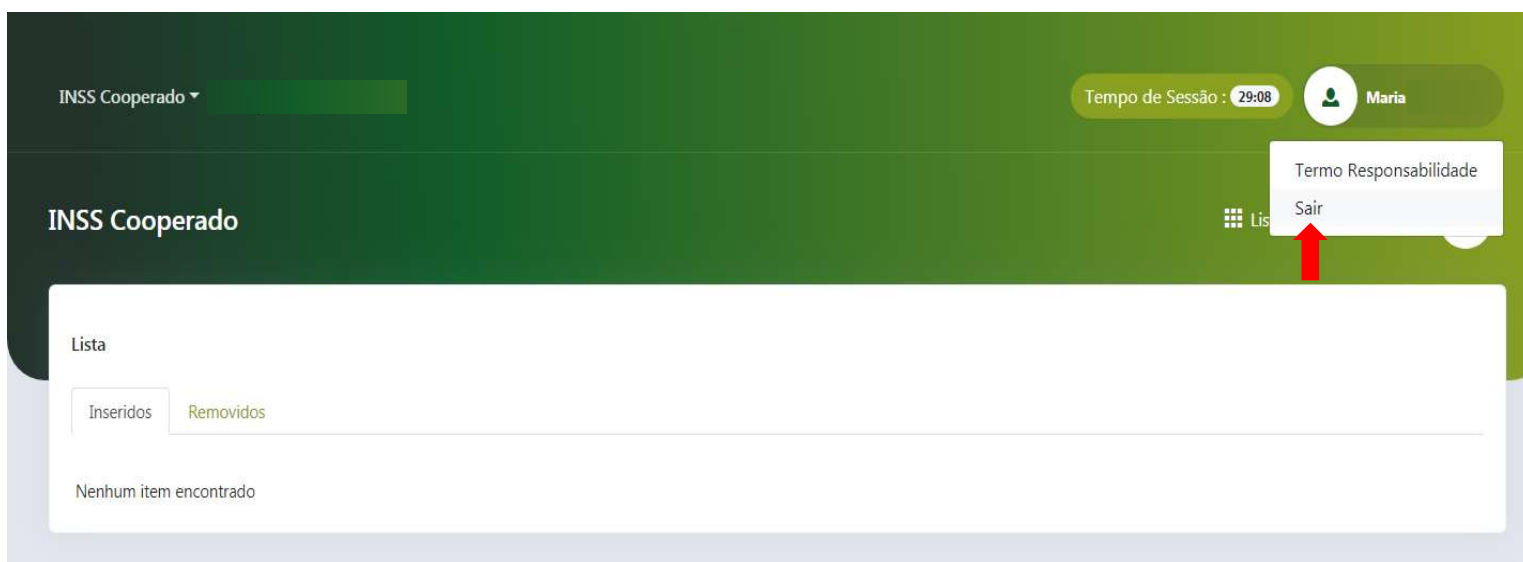 INSS Cooperado
Tempo de Sessão : 29:08
Maria
Termo Responsabilidade
Sair
INSS Cooperado
Lista
Inseridos
Removidos
Nenhum item encontrado